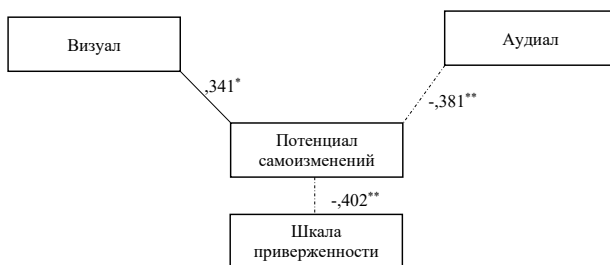 Визуал
Аудиал
,341*
-,381**
Потенциал
самоизменений
-,402**
Шкала
приверженности